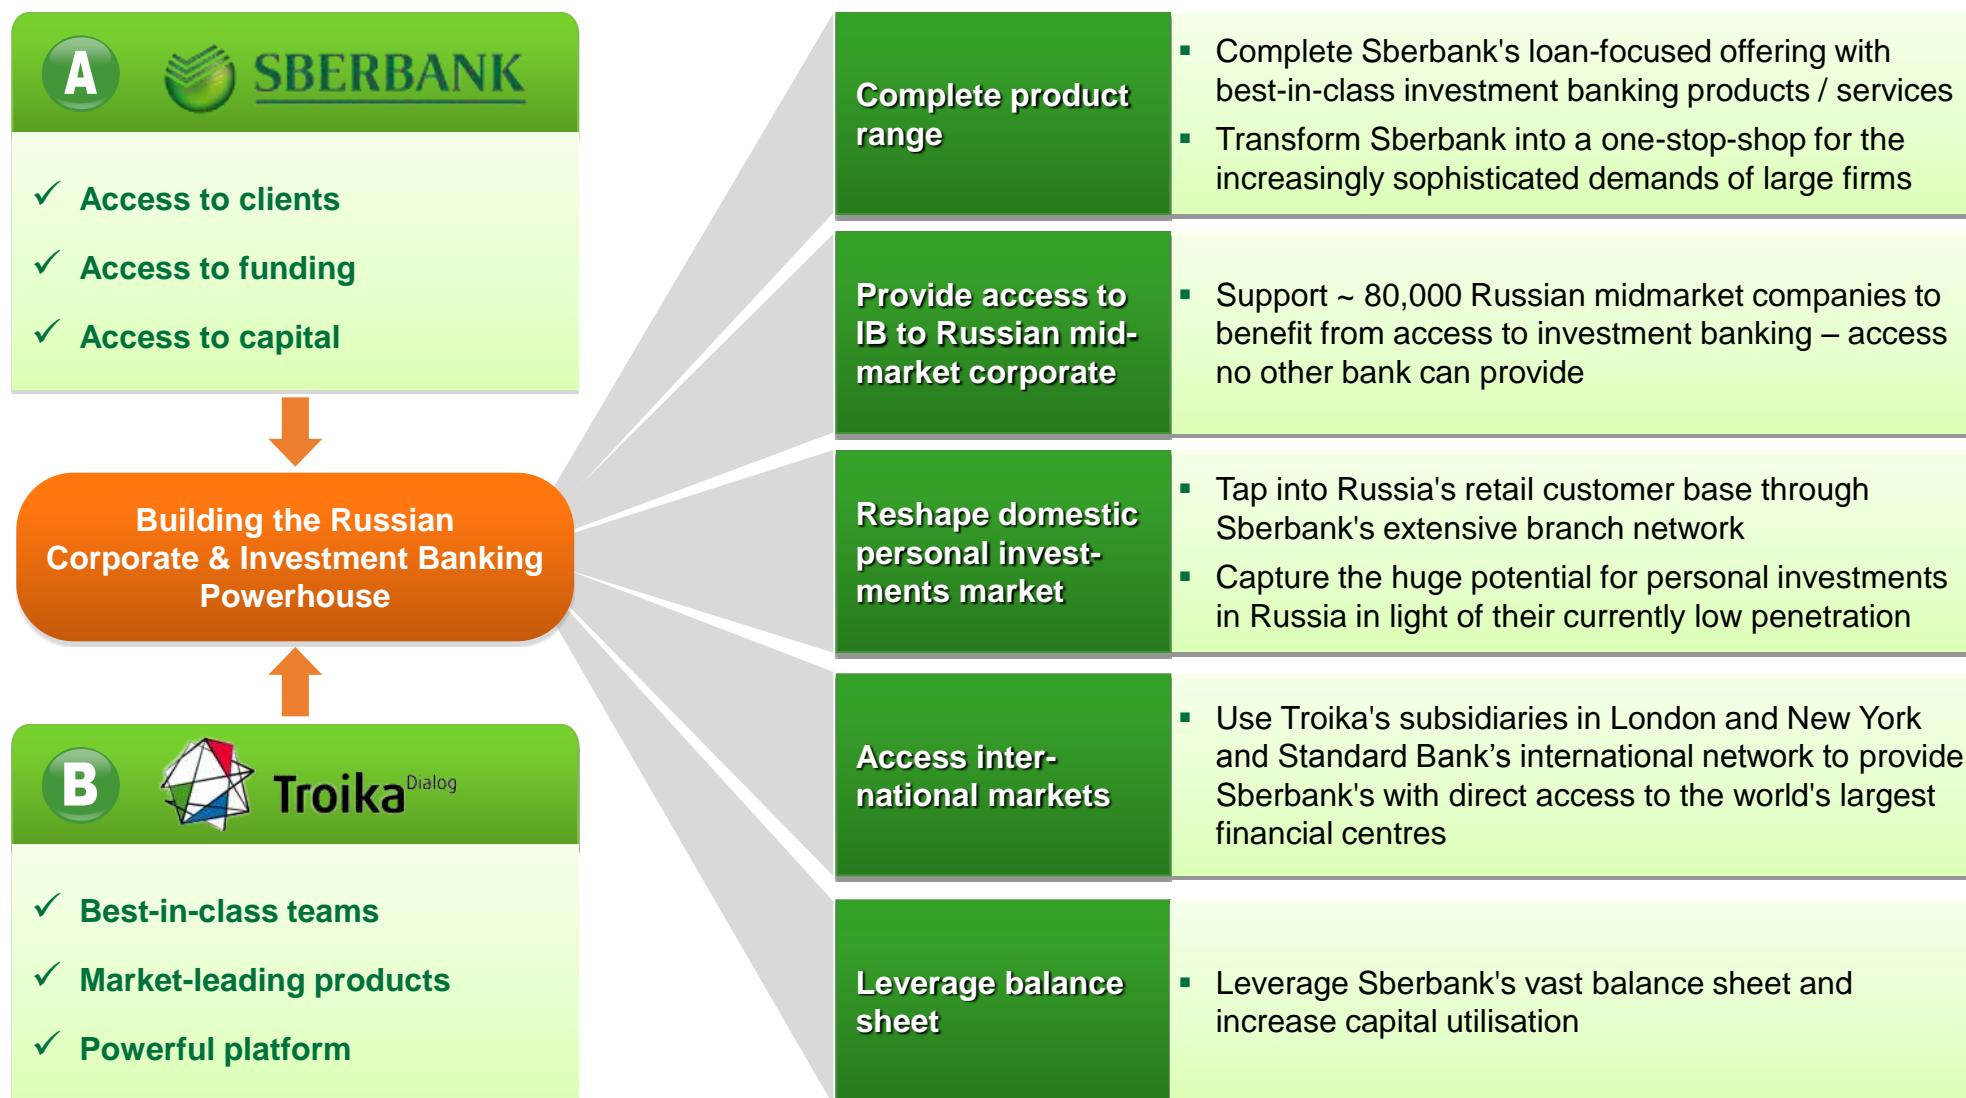 A
SBERBANK
✓ Access to clients
✓ Access to funding
✓ Access to capital
Building the Russian
Corporate & Investment Banking
Powerhouse
B
Troika Dialog
✓ Best-in-class teams
✓ Market-leading products
✓ Powerful platform
Complete product
range
▪ Complete Sberbank's loan-focused offering with
best-in-class investment banking products / services
▪ Transform Sberbank into a one-stop-shop for the
increasingly sophisticated demands of large firms
Provide access to
IB to Russian mid-
market corporate
▪ Support ~ 80,000 Russian midmarket companies to
benefit from access to investment banking – access
no other bank can provide
Reshape domestic
personal invest-
ments market
▪ Tap into Russia's retail customer base through
Sberbank's extensive branch network
▪ Capture the huge potential for personal investments
in Russia in light of their currently low penetration
Access inter-
national markets
▪ Use Troika's subsidiaries in London and New York
and Standard Bank’s international network to provide
Sberbank's with direct access to the world's largest
financial centres
Leverage balance
sheet
▪ Leverage Sberbank's vast balance sheet and
increase capital utilisation